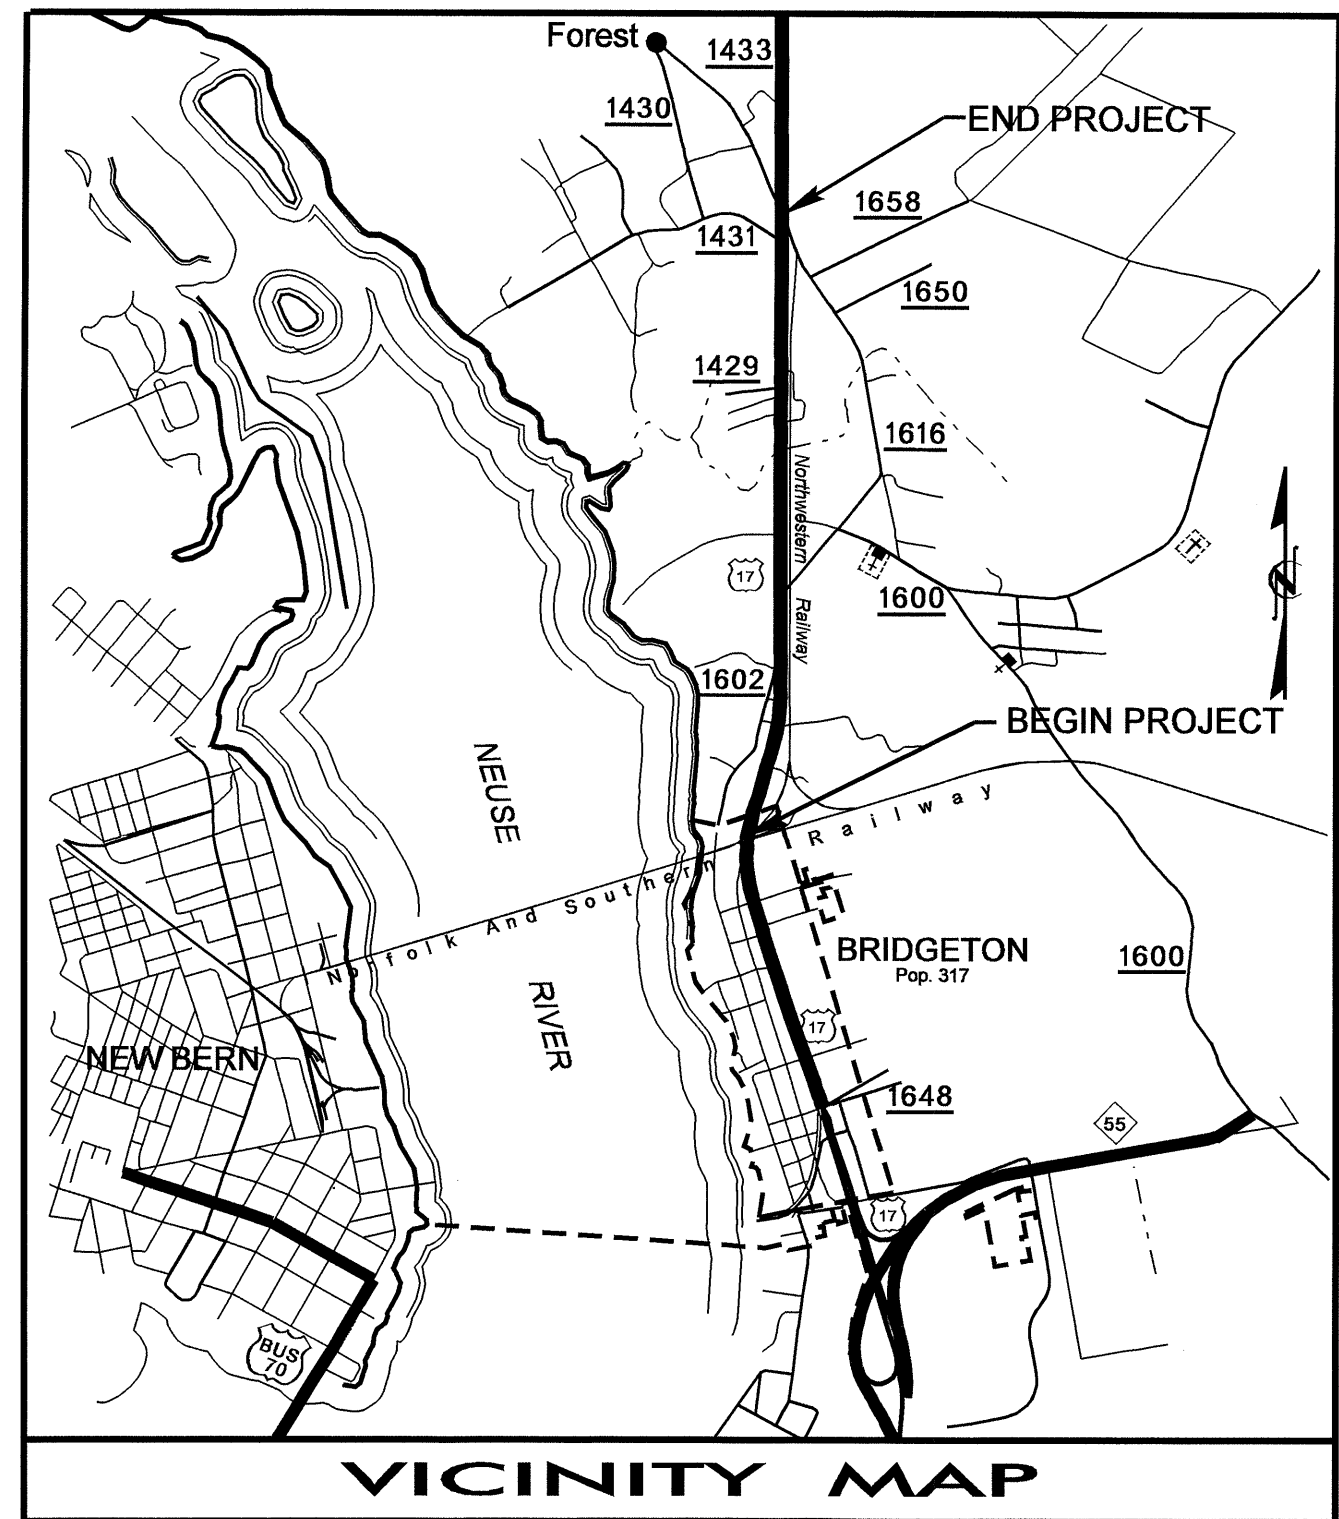 Forest
1433
1430
END PROJECT
1658
1431
1650
1429
1616
Northwestern
17
1600
Railway
1602
BEGIN PROJECT
NEUSE
Railway
Norfolk And Southern
BRIDGETON
Pop. 317
1600
RIVER
17
NEW BERN
1648
55
17
BUS
70
N
VICINITY MAP